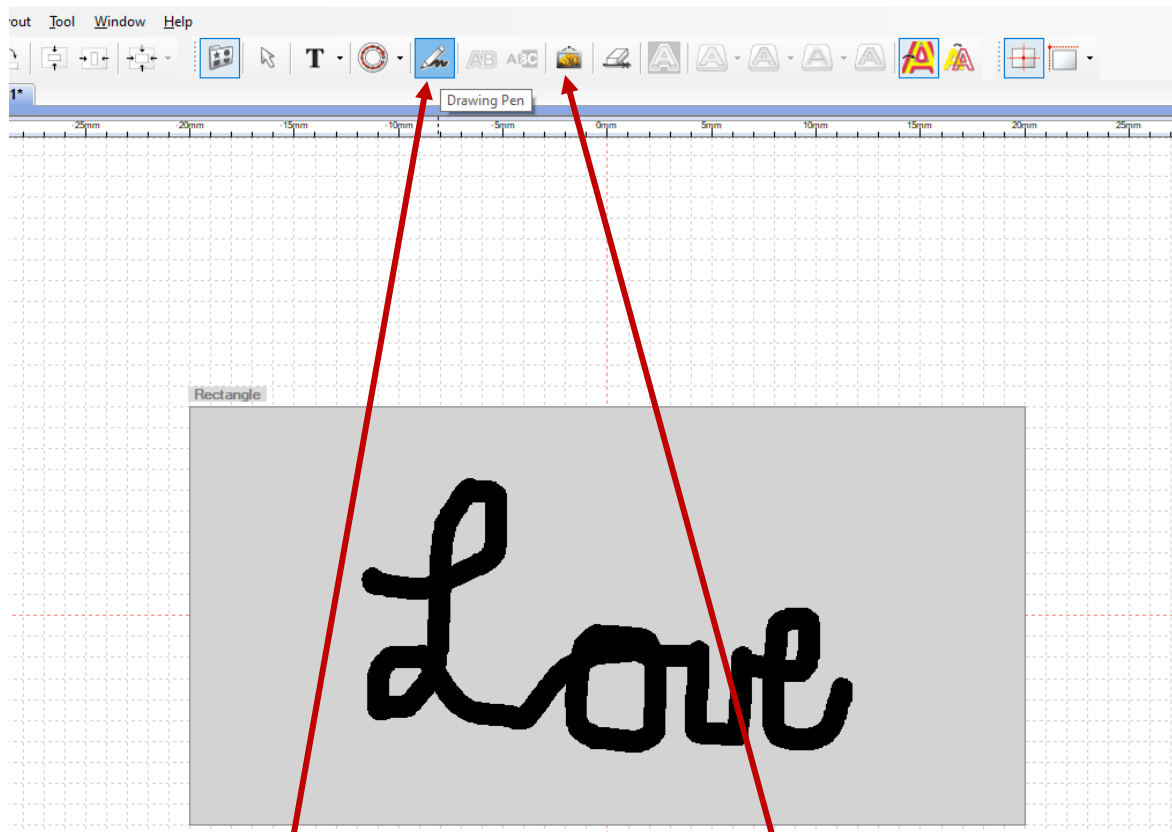 Tool Window Help
T AB ABC A A A A A A A
Drawing Pen
1*
-25mm -20mm -15mm -10mm -5mm 0mm 5mm 10mm 15mm 20mm 25mm
Rectangle
Love